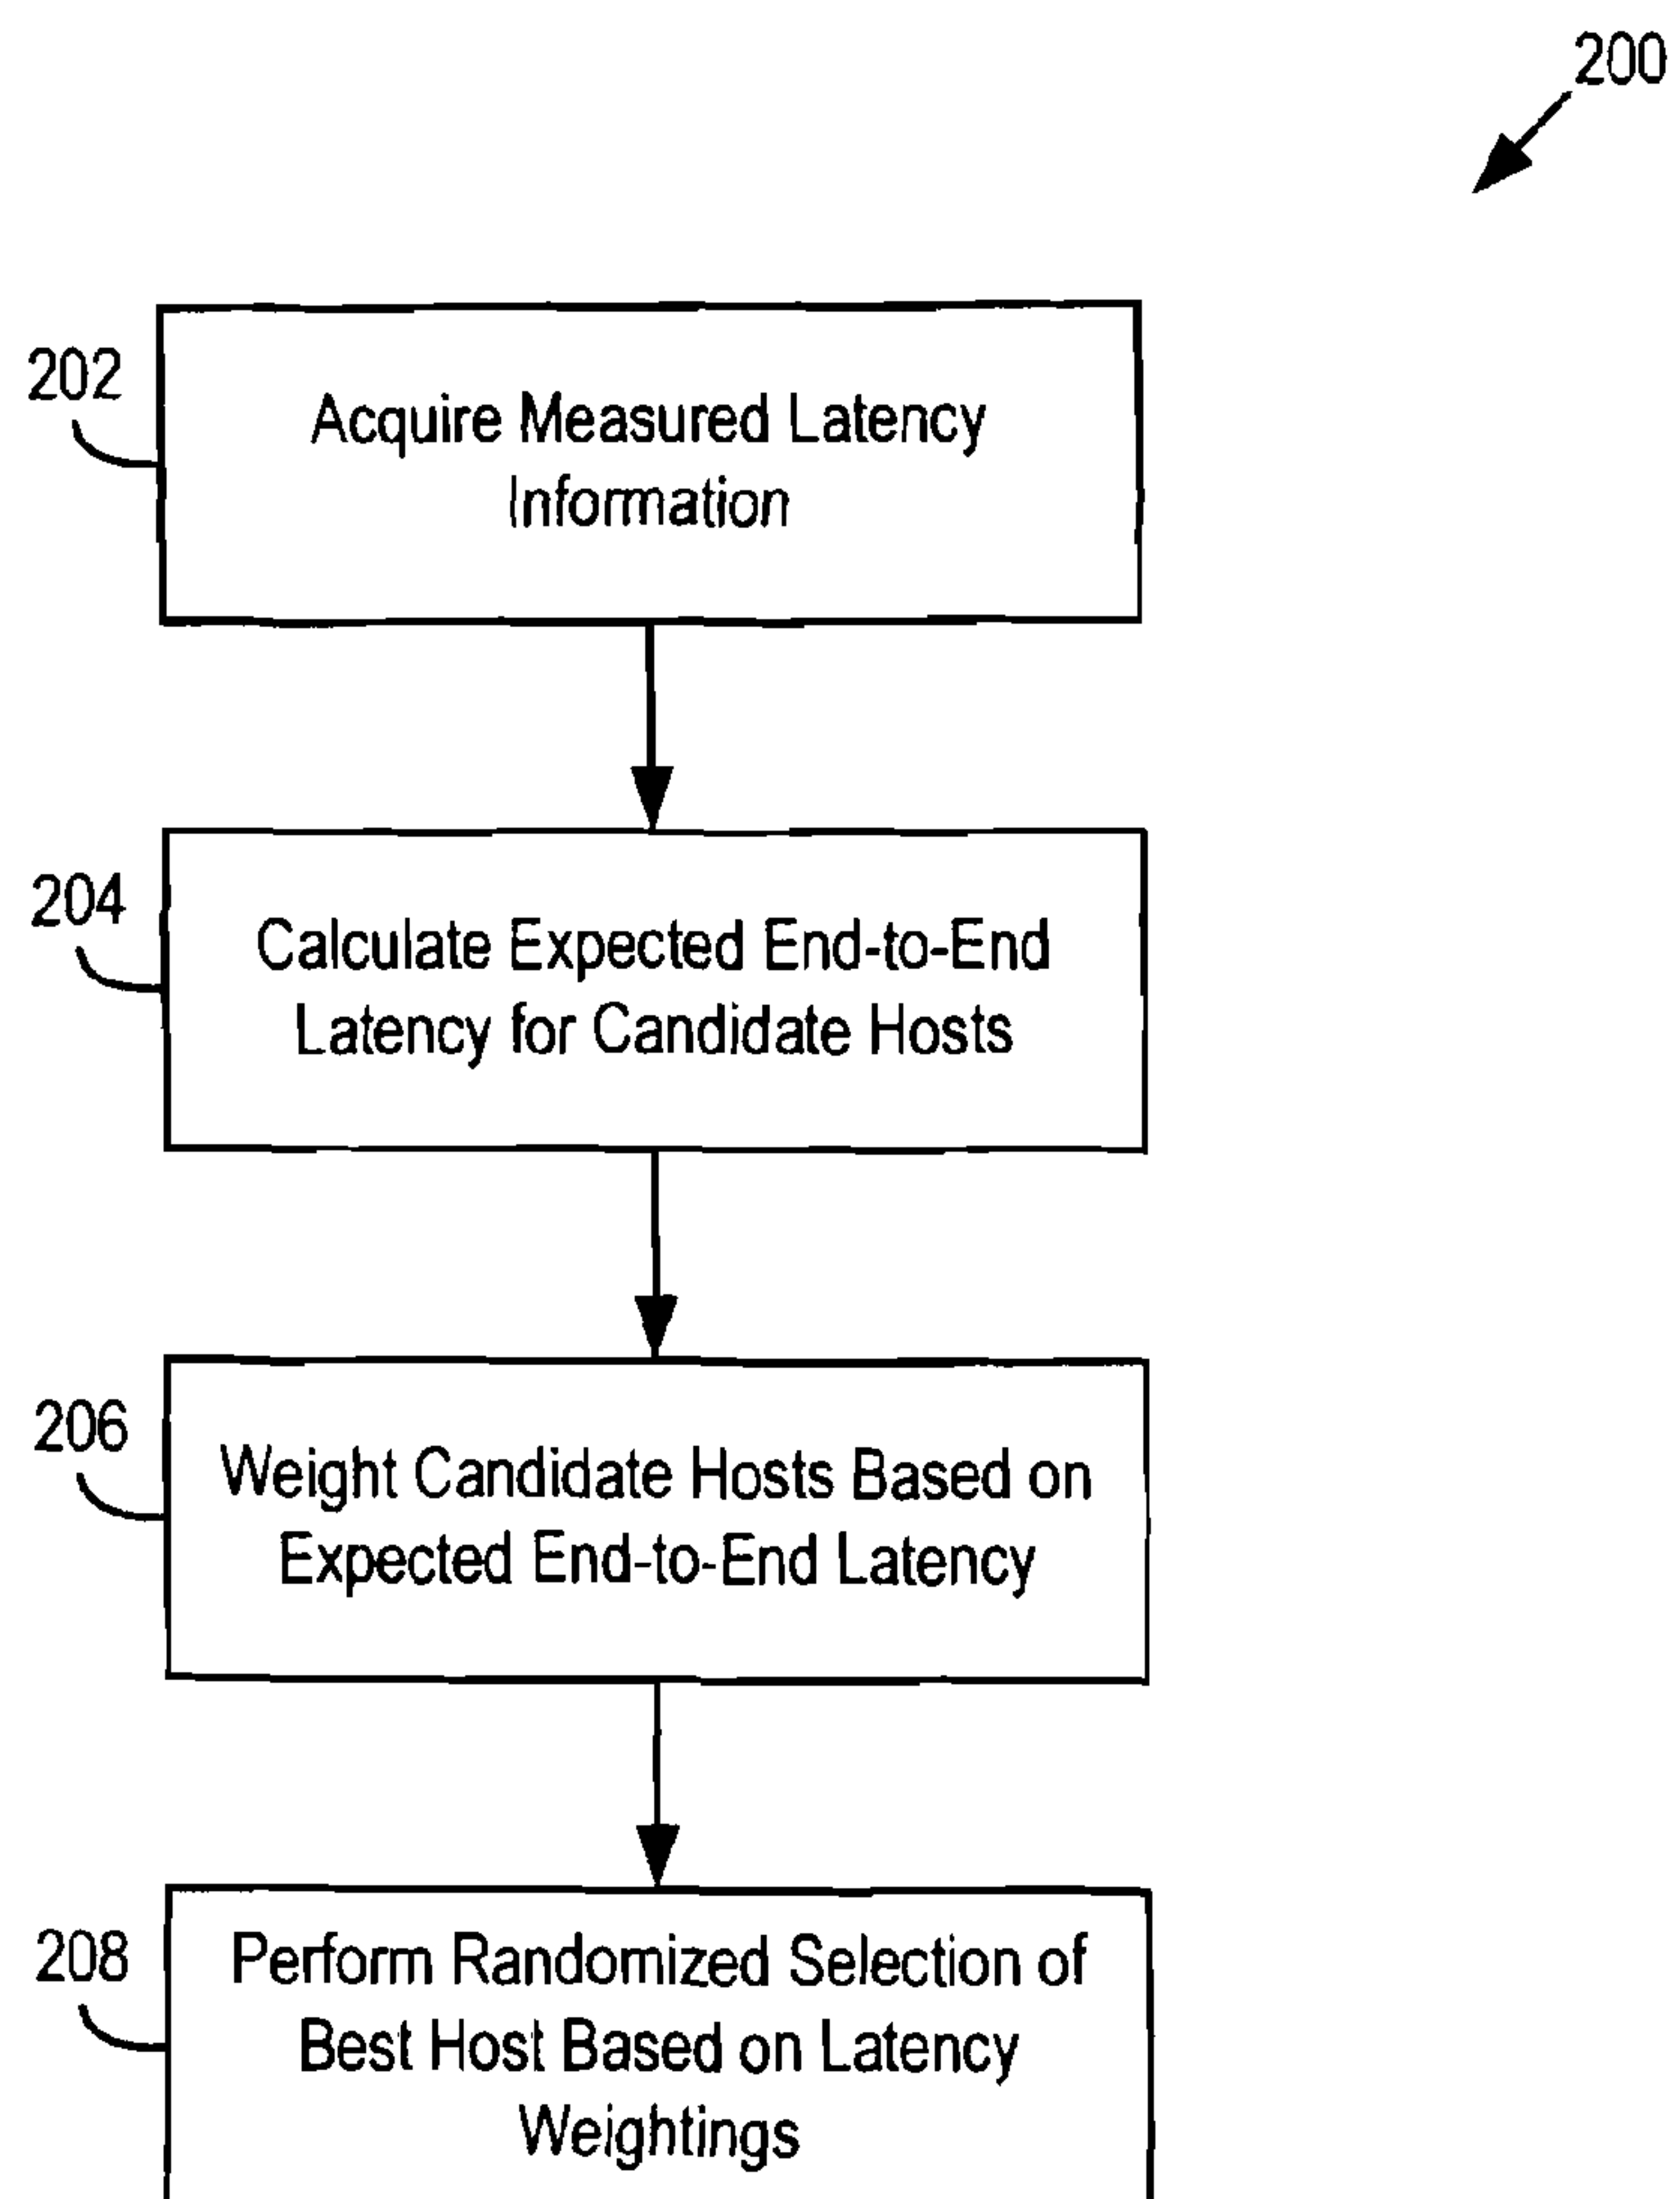 200
202
Acquire Measured Latency
Information
204
Calculate Expected End-to-End
Latency for Candidate Hosts
206
Weight Candidate Hosts Based on
Expected End-to-End Latency
208
Perform Randomized Selection of
Best Host Based on Latency
Weightings